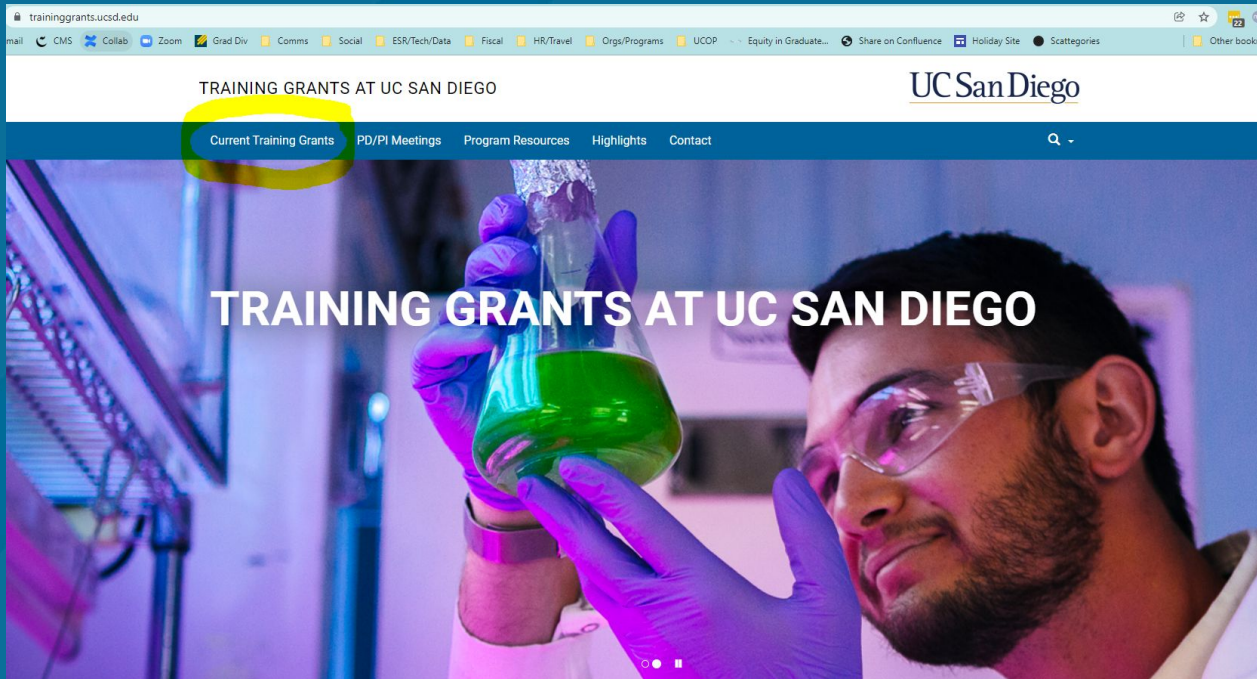 traininggrants.ucsd.edu
22
mail CMS Collab Zoom Grad Div Comms Social ESR/Tech/Data Fiscal HR/Travel Orgs/Programs UCOP Equity in Graduate... Share on Confluence Holiday Site Scattegories Other book
TRAINING GRANTS AT UC SAN DIEGO
UC San Diego
Current Training Grants PD/PI Meetings Program Resources Highlights Contact
TRAINING GRANTS AT UC SAN DIEGO